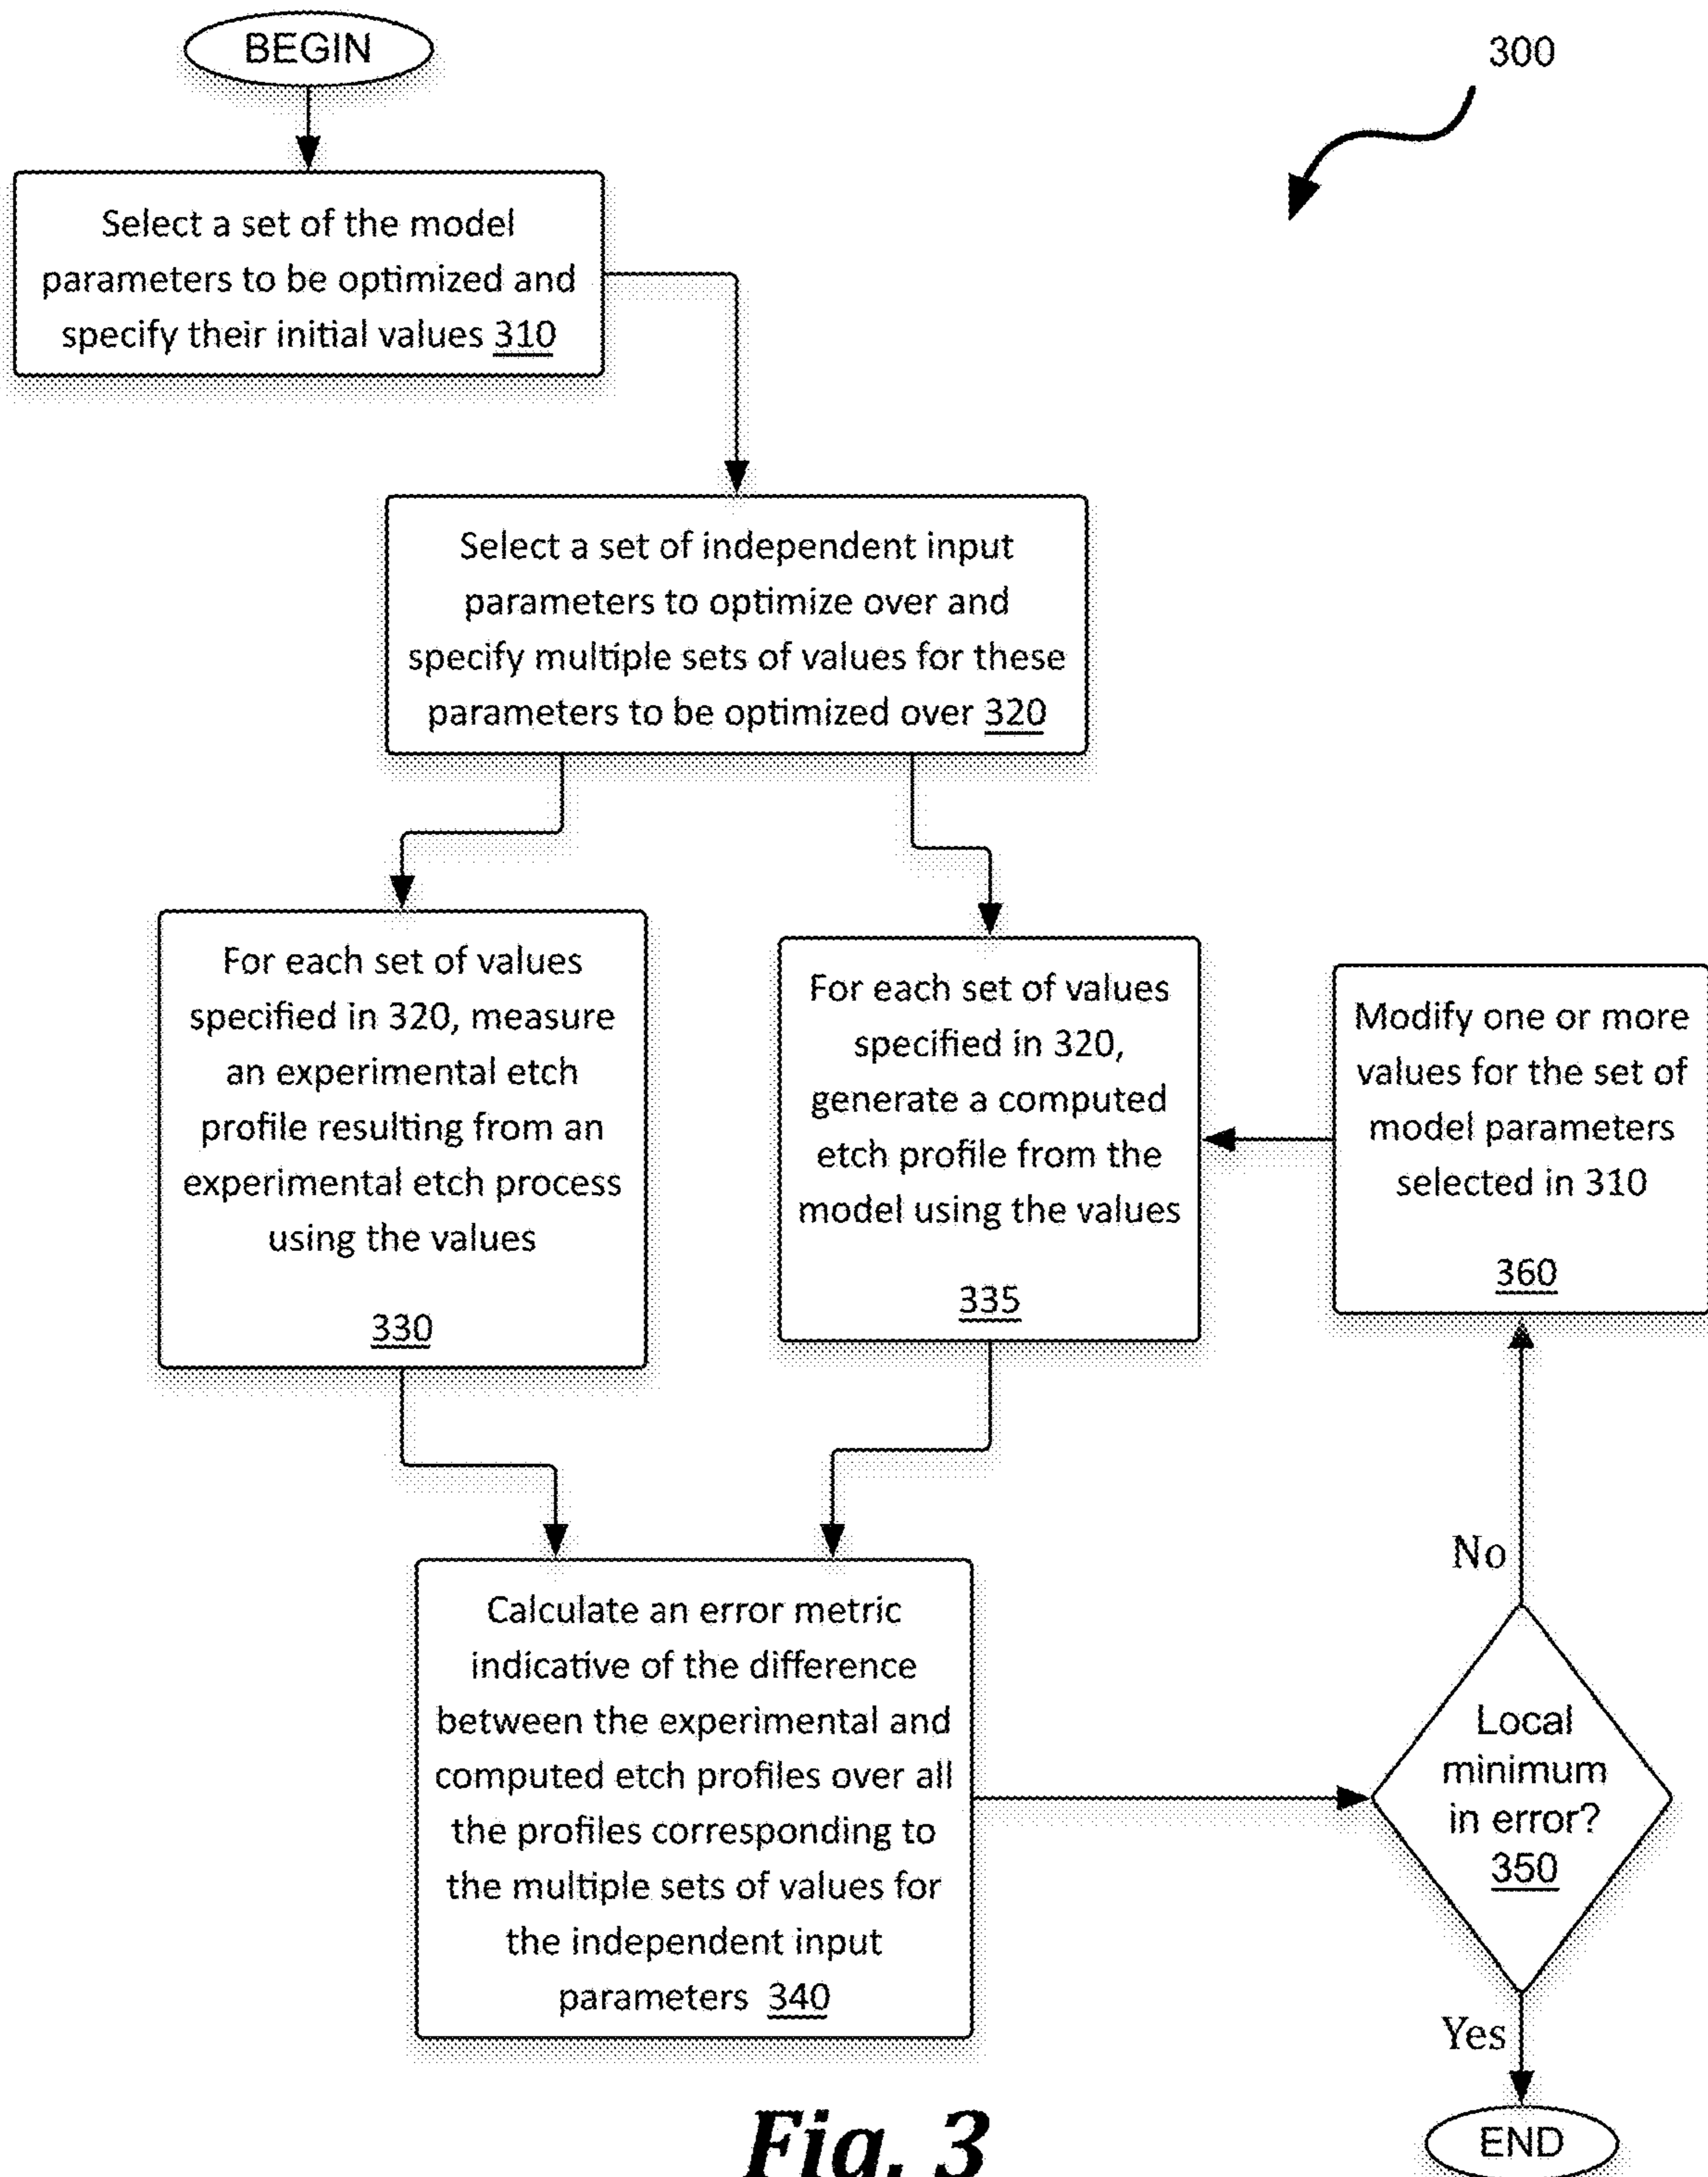 BEGIN
300
Select a set of the model
parameters to be optimized and
specify their initial values 310
Select a set of independent input
parameters to optimize over and
specify multiple sets of values for these
parameters to be optimized over 320
For each set of values
specified in 320, measure
an experimental etch
profile resulting from an
experimental etch process
using the values
330
For each set of values
specified in 320,
generate a computed
etch profile from the
model using the values
335
Modify one or more
values for the set of
model parameters
selected in 310
360
Calculate an error metric
indicative of the difference
between the experimental and
computed etch profiles over all
the profiles corresponding to
the multiple sets of values for
the independent input
parameters 340
No
Local
minimum
in error?
350
Yes
END
Fig. 3